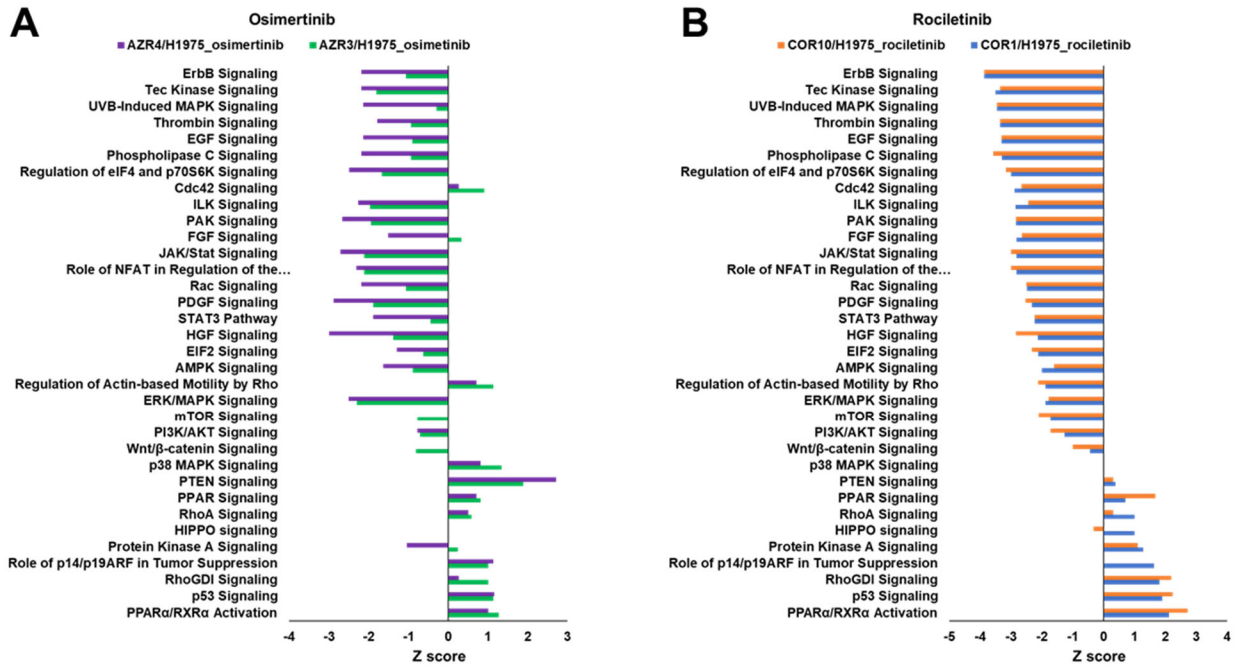 A
Osimertinib
AZR4/H1975_osimertinib AZR3/H1975_osimetinib
ErbB Signaling
Tec Kinase Signaling
UVB-Induced MAPK Signaling
Thrombin Signaling
EGF Signaling
Phospholipase C Signaling
Regulation of eIF4 and p70S6K Signaling
Cdc42 Signaling
ILK Signaling
PAK Signaling
FGF Signaling
JAK/Stat Signaling
Role of NFAT in Regulation of the…
Rac Signaling
PDGF Signaling
STAT3 Pathway
HGF Signaling
EIF2 Signaling
AMPK Signaling
Regulation of Actin-based Motility by Rho
ERK/MAPK Signaling
mTOR Signaling
PI3K/AKT Signaling
Wnt/β-catenin Signaling
p38 MAPK Signaling
PTEN Signaling
PPAR Signaling
RhoA Signaling
HIPPO signaling
Protein Kinase A Signaling
Role of p14/p19ARF in Tumor Suppression
RhoGDI Signaling
p53 Signaling
PPARα/RXRα Activation
-4 -3 -2 -1 0 1 2 3
Z score
B
Rociletinib
COR10/H1975_rociletinib COR1/H1975_rociletinib
ErbB Signaling
Tec Kinase Signaling
UVB-Induced MAPK Signaling
Thrombin Signaling
EGF Signaling
Phospholipase C Signaling
Regulation of eIF4 and p70S6K Signaling
Cdc42 Signaling
ILK Signaling
PAK Signaling
FGF Signaling
JAK/Stat Signaling
Role of NFAT in Regulation of the…
Rac Signaling
PDGF Signaling
STAT3 Pathway
HGF Signaling
EIF2 Signaling
AMPK Signaling
Regulation of Actin-based Motility by Rho
ERK/MAPK Signaling
mTOR Signaling
PI3K/AKT Signaling
Wnt/β-catenin Signaling
p38 MAPK Signaling
PTEN Signaling
PPAR Signaling
RhoA Signaling
HIPPO signaling
Protein Kinase A Signaling
Role of p14/p19ARF in Tumor Suppression
RhoGDI Signaling
p53 Signaling
PPARα/RXRα Activation
-5 -4 -3 -2 -1 0 1 2 3 4
Z score